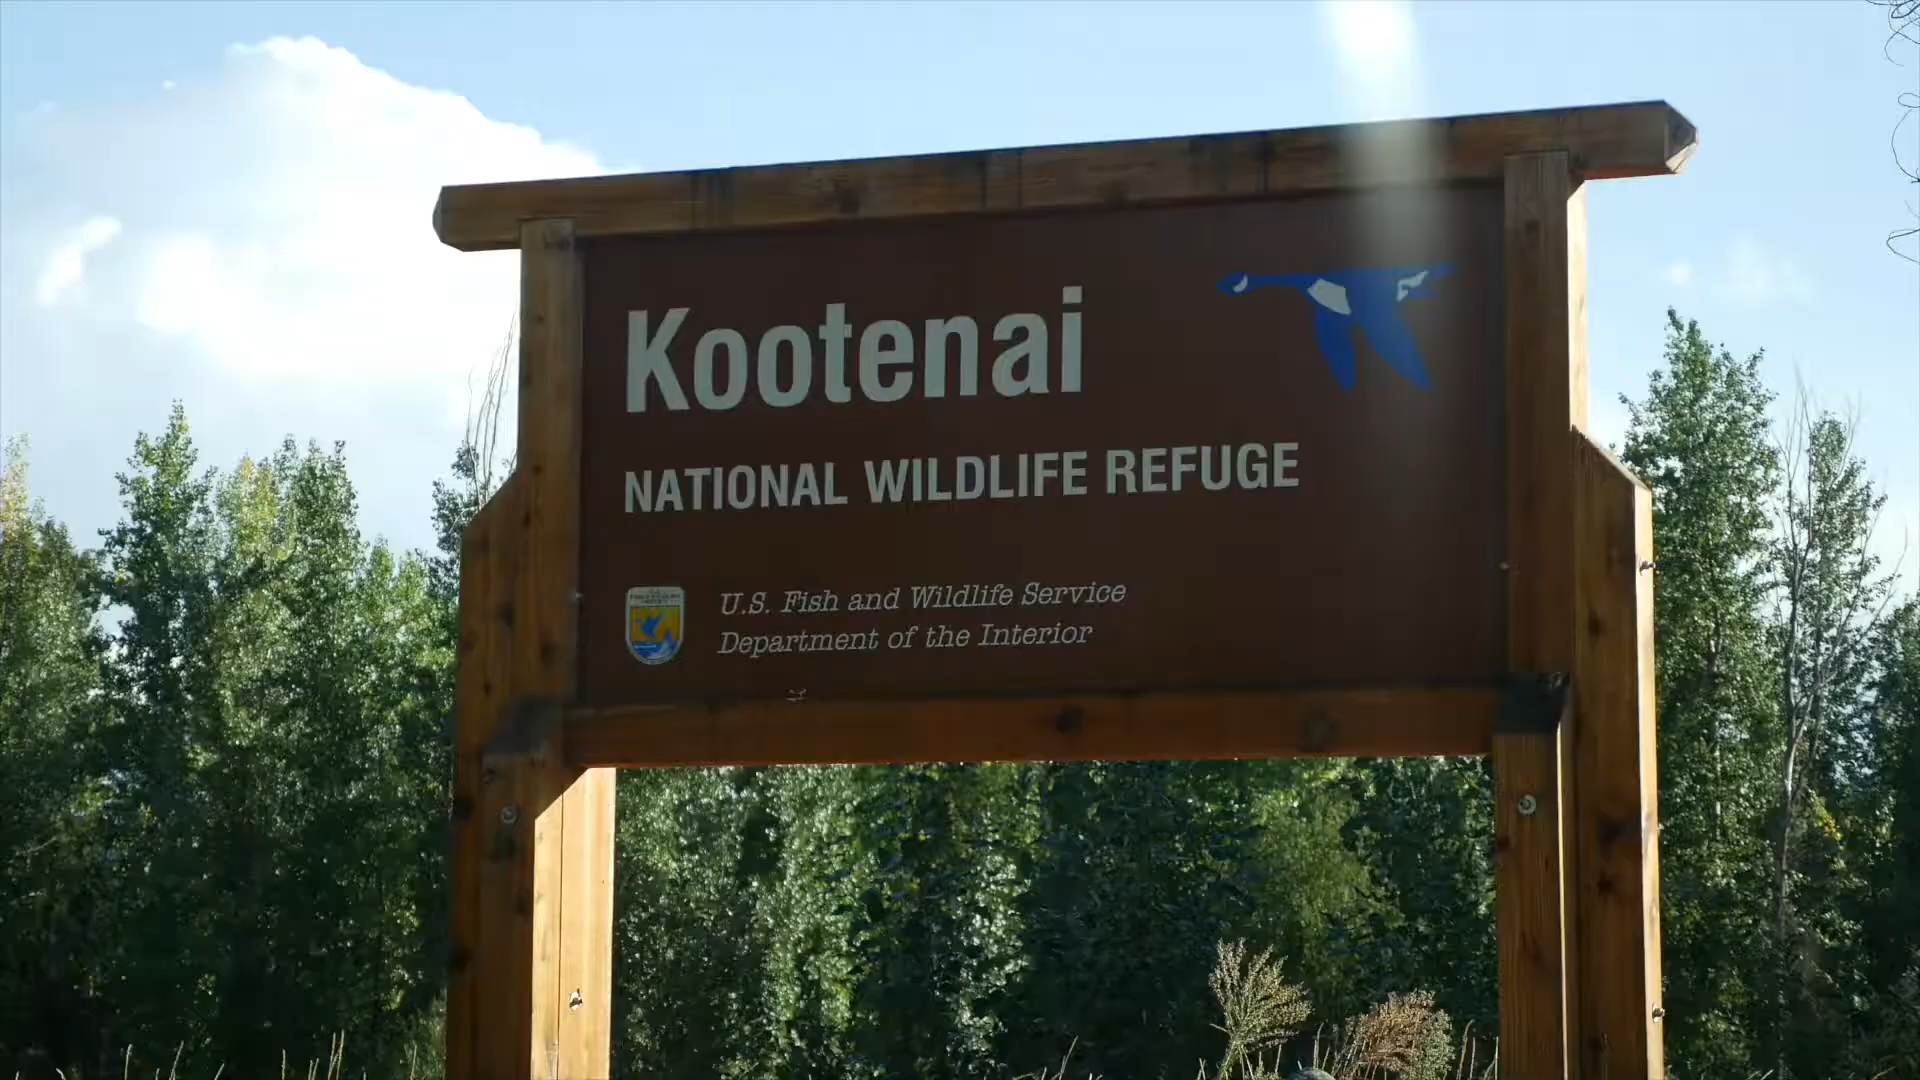 Kootenai
NATIONAL WILDLIFE REFUGE
U.S. Fish and Wildlife Service
Department of the Interior